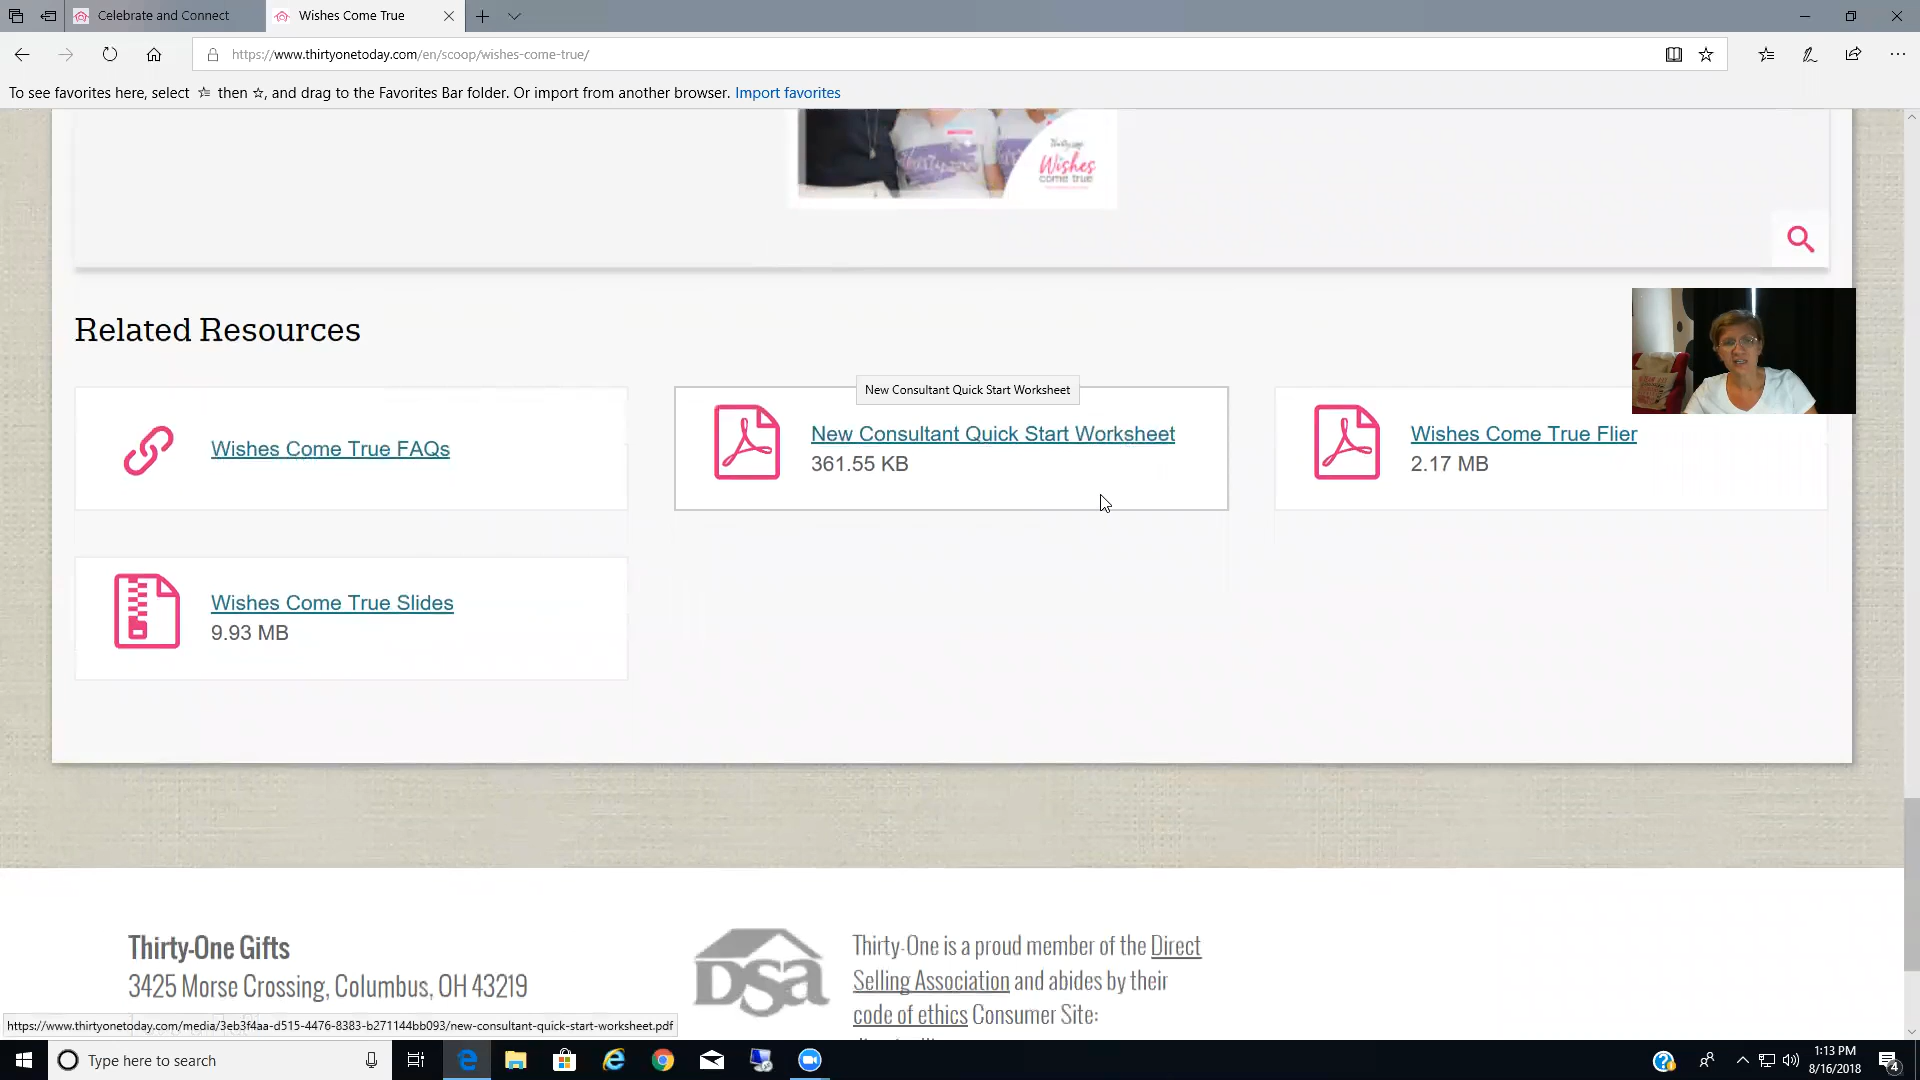 Celebrate and Connect
Wishes Come True
https://www.thirtyonetoday.com/en/scoop/wishes-come-true/
To see favorites here, select ☆ then ☆, and drag to the Favorites Bar folder. Or import from another browser. Import favorites
Wishes
come true
Related Resources
New Consultant Quick Start Worksheet
Wishes Come True FAQs
New Consultant Quick Start Worksheet
361.55 KB
Wishes Come True Flier
2.17 MB
Wishes Come True Slides
9.93 MB
Thirty-One Gifts
3425 Morse Crossing, Columbus, OH 43219
DSa
Thirty-One is a proud member of the Direct
Selling Association and abides by their
code of ethics Consumer Site:
https://www.thirtyonetoday.com/media/3eb3f4aa-d515-4476-8383-b271144bb093/new-consultant-quick-start-worksheet.pdf
Type here to search
1:13 PM
8/16/2018
4